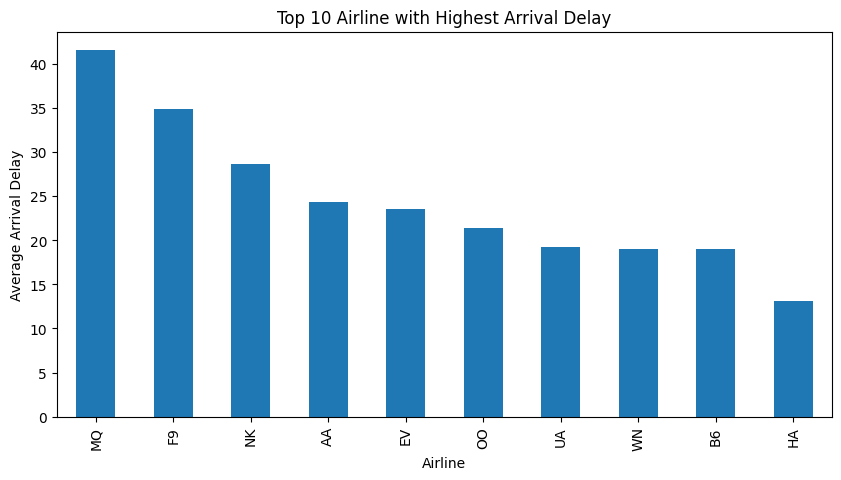 Top 10 Airline with Highest Arrival Delay
Average Arrival Delay
40
35
30
25
20
15
10
5
0
MQ
F9
NK
AA
EV
OO
UA
WN
B6
HA
Airline